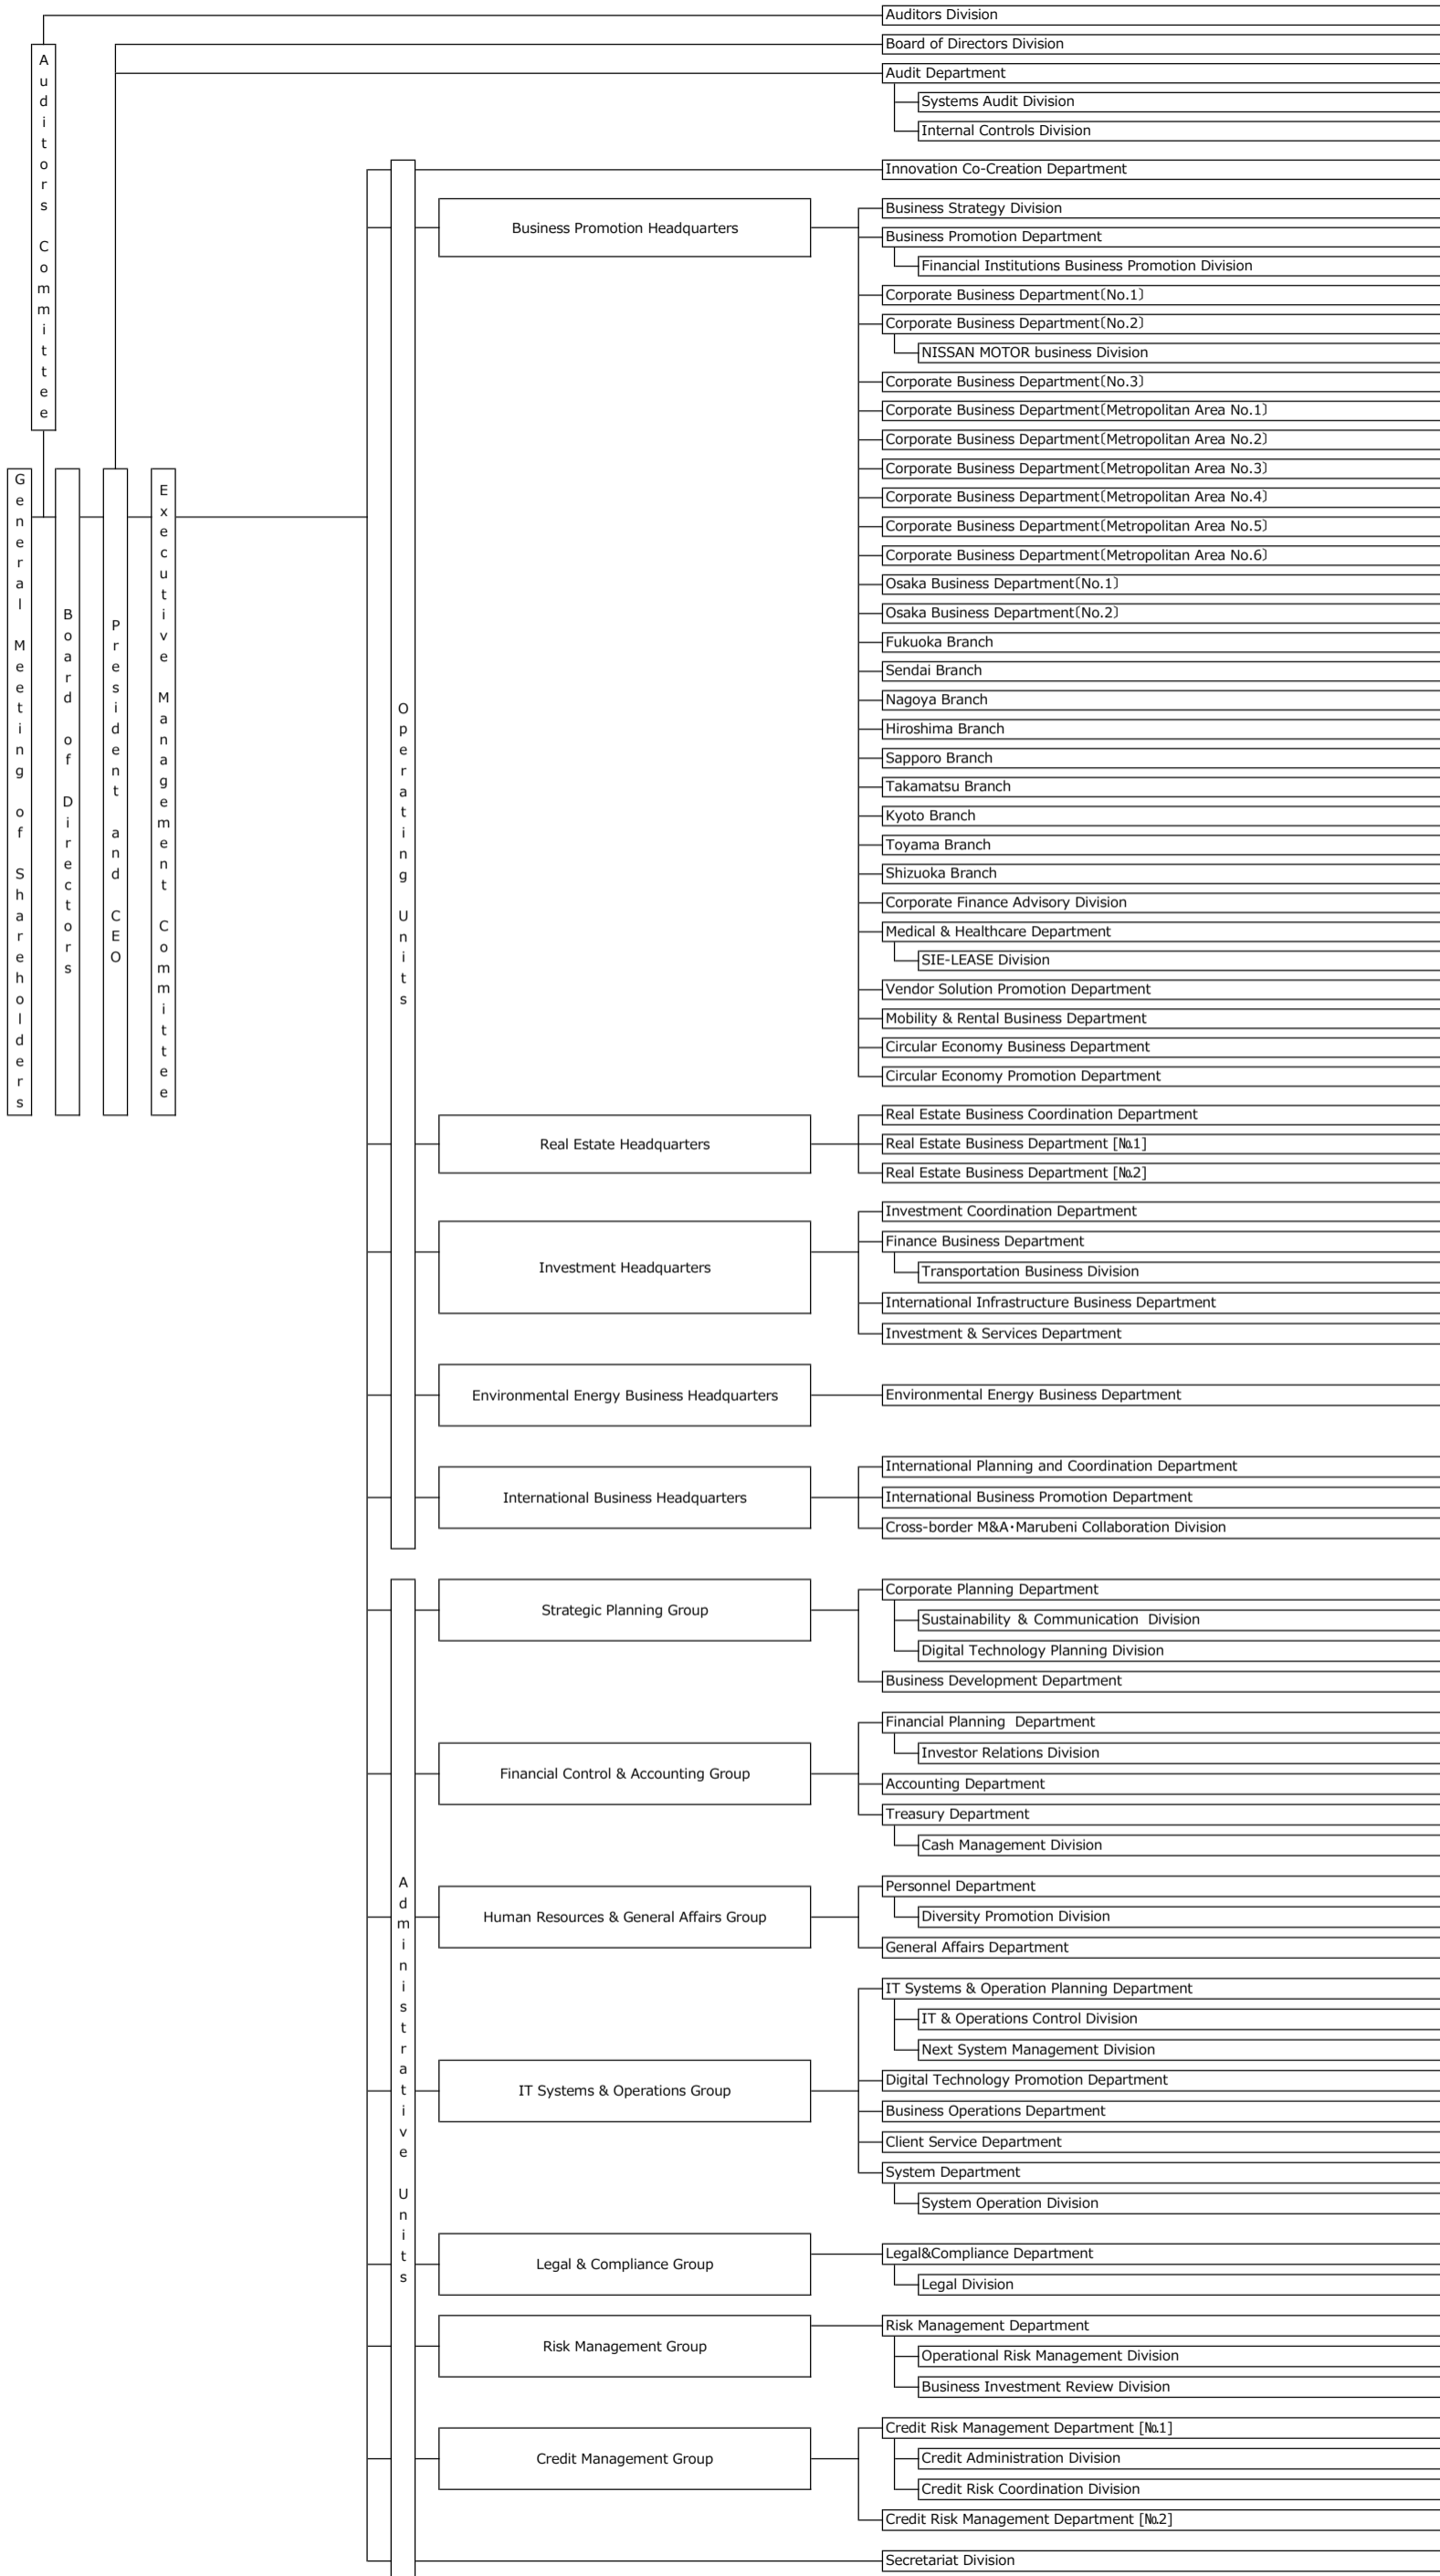 Auditors Division
Board of Directors Division
Audit Department
Systems Audit Division
Internal Controls Division
Auditors Committee
General Meeting of Shareholders
Board of Directors
President and CEO
Executive Management Committee
Operating Units
Innovation Co-Creation Department
Business Promotion Headquarters
Business Strategy Division
Business Promotion Department
Financial Institutions Business Promotion Division
Corporate Business Department〔No.1〕
Corporate Business Department〔No.2〕
NISSAN MOTOR business Division
Corporate Business Department〔No.3〕
Corporate Business Department〔Metropolitan Area No.1〕
Corporate Business Department〔Metropolitan Area No.2〕
Corporate Business Department〔Metropolitan Area No.3〕
Corporate Business Department〔Metropolitan Area No.4〕
Corporate Business Department〔Metropolitan Area No.5〕
Corporate Business Department〔Metropolitan Area No.6〕
Osaka Business Department〔No.1〕
Osaka Business Department〔No.2〕
Fukuoka Branch
Sendai Branch
Nagoya Branch
Hiroshima Branch
Sapporo Branch
Takamatsu Branch
Kyoto Branch
Toyama Branch
Shizuoka Branch
Corporate Finance Advisory Division
Medical & Healthcare Department
SIE-LEASE Division
Vendor Solution Promotion Department
Mobility & Rental Business Department
Circular Economy Business Department
Circular Economy Promotion Department
Real Estate Headquarters
Real Estate Business Coordination Department
Real Estate Business Department [№1]
Real Estate Business Department [№2]
Investment Headquarters
Investment Coordination Department
Finance Business Department
Transportation Business Division
International Infrastructure Business Department
Investment & Services Department
Environmental Energy Business Headquarters
Environmental Energy Business Department
International Business Headquarters
International Planning and Coordination Department
International Business Promotion Department
Cross-border M&A・Marubeni Collaboration Division
Administrative Units
Strategic Planning Group
Corporate Planning Department
Sustainability & Communication Division
Digital Technology Planning Division
Business Development Department
Financial Control & Accounting Group
Financial Planning Department
Investor Relations Division
Accounting Department
Treasury Department
Cash Management Division
Human Resources & General Affairs Group
Personnel Department
Diversity Promotion Division
General Affairs Department
IT Systems & Operations Group
IT Systems & Operation Planning Department
IT & Operations Control Division
Next System Management Division
Digital Technology Promotion Department
Business Operations Department
Client Service Department
System Department
System Operation Division
Legal & Compliance Group
Legal&Compliance Department
Legal Division
Risk Management Group
Risk Management Department
Operational Risk Management Division
Business Investment Review Division
Credit Management Group
Credit Risk Management Department [№1]
Credit Administration Division
Credit Risk Coordination Division
Credit Risk Management Department [№2]
Secretariat Division